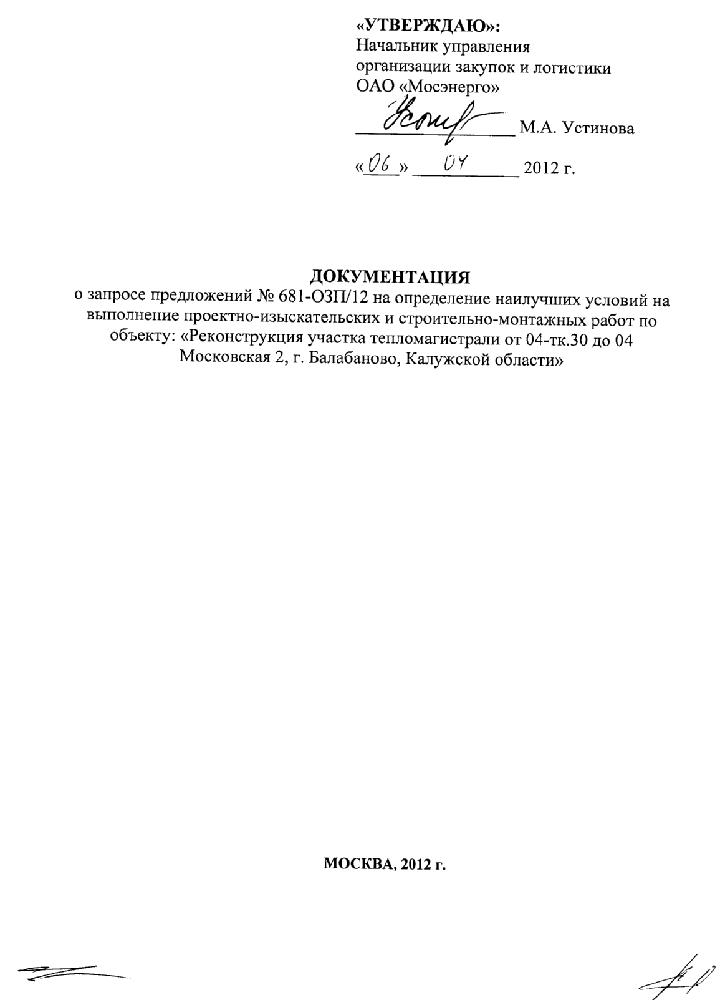 «УТВЕРЖДАЮ»:
Начальник управления
организации закупок и логистики
ОАО «Мосэнерго»
М.А. Устинова
«06» 04 2012 г.
ДОКУМЕНТАЦИЯ
о запросе предложений № 681-ОЗП/12 на определение наилучших условий на
выполнение проектно-изыскательских и строительно-монтажных работ по
объекту: «Реконструкция участка тепломагистрали от 04-тк.30 до 04
Московская 2, г. Балабаново, Калужской области»
МОСКВА, 2012 г.